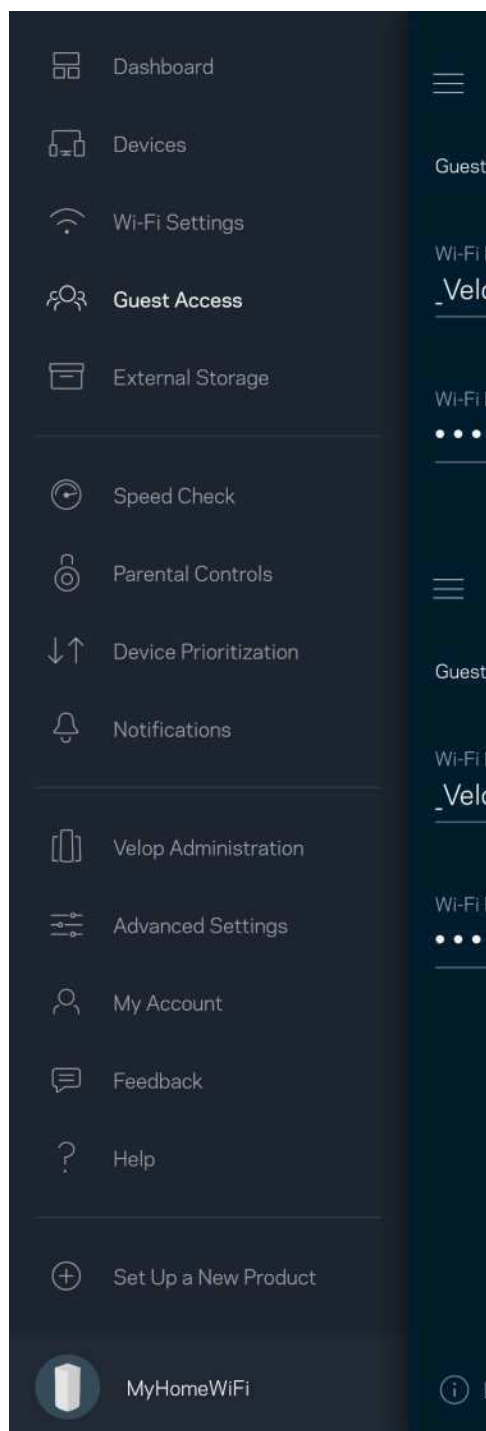 Dashboard
Devices
Wi-Fi Settings
Guest Access
External Storage
Speed Check
Parental Controls
Device Prioritization
Notifications
Velop Administration
Advanced Settings
My Account
Feedback
Help
Set Up a New Product
MyHomeWiFi
Guest
Wi-Fi
Wi-Fi
Guest
Wi-Fi
Wi-Fi